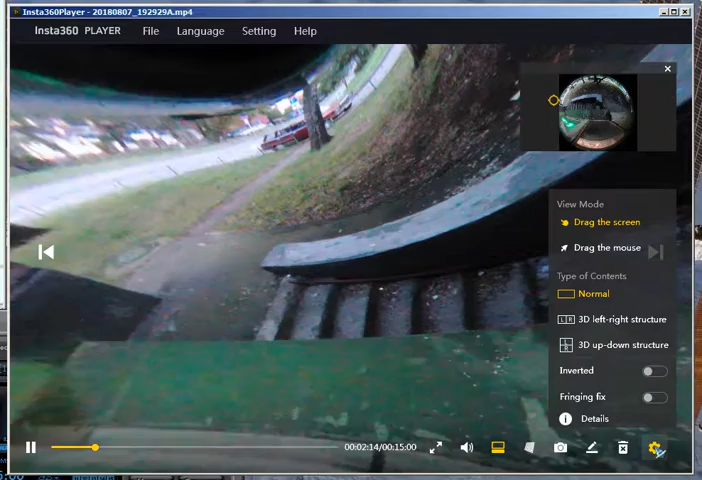 Insta360Player - 20180807_192929A.mp4
Insta360 PLAYER File Language Setting Help
View Mode
Drag the screen
Drag the mouse
Type of Contents
Normal
L R 3D left-right structure
L R 3D up-down structure
Inverted
Fringing fix
i Details
00:02:14/00:15:00